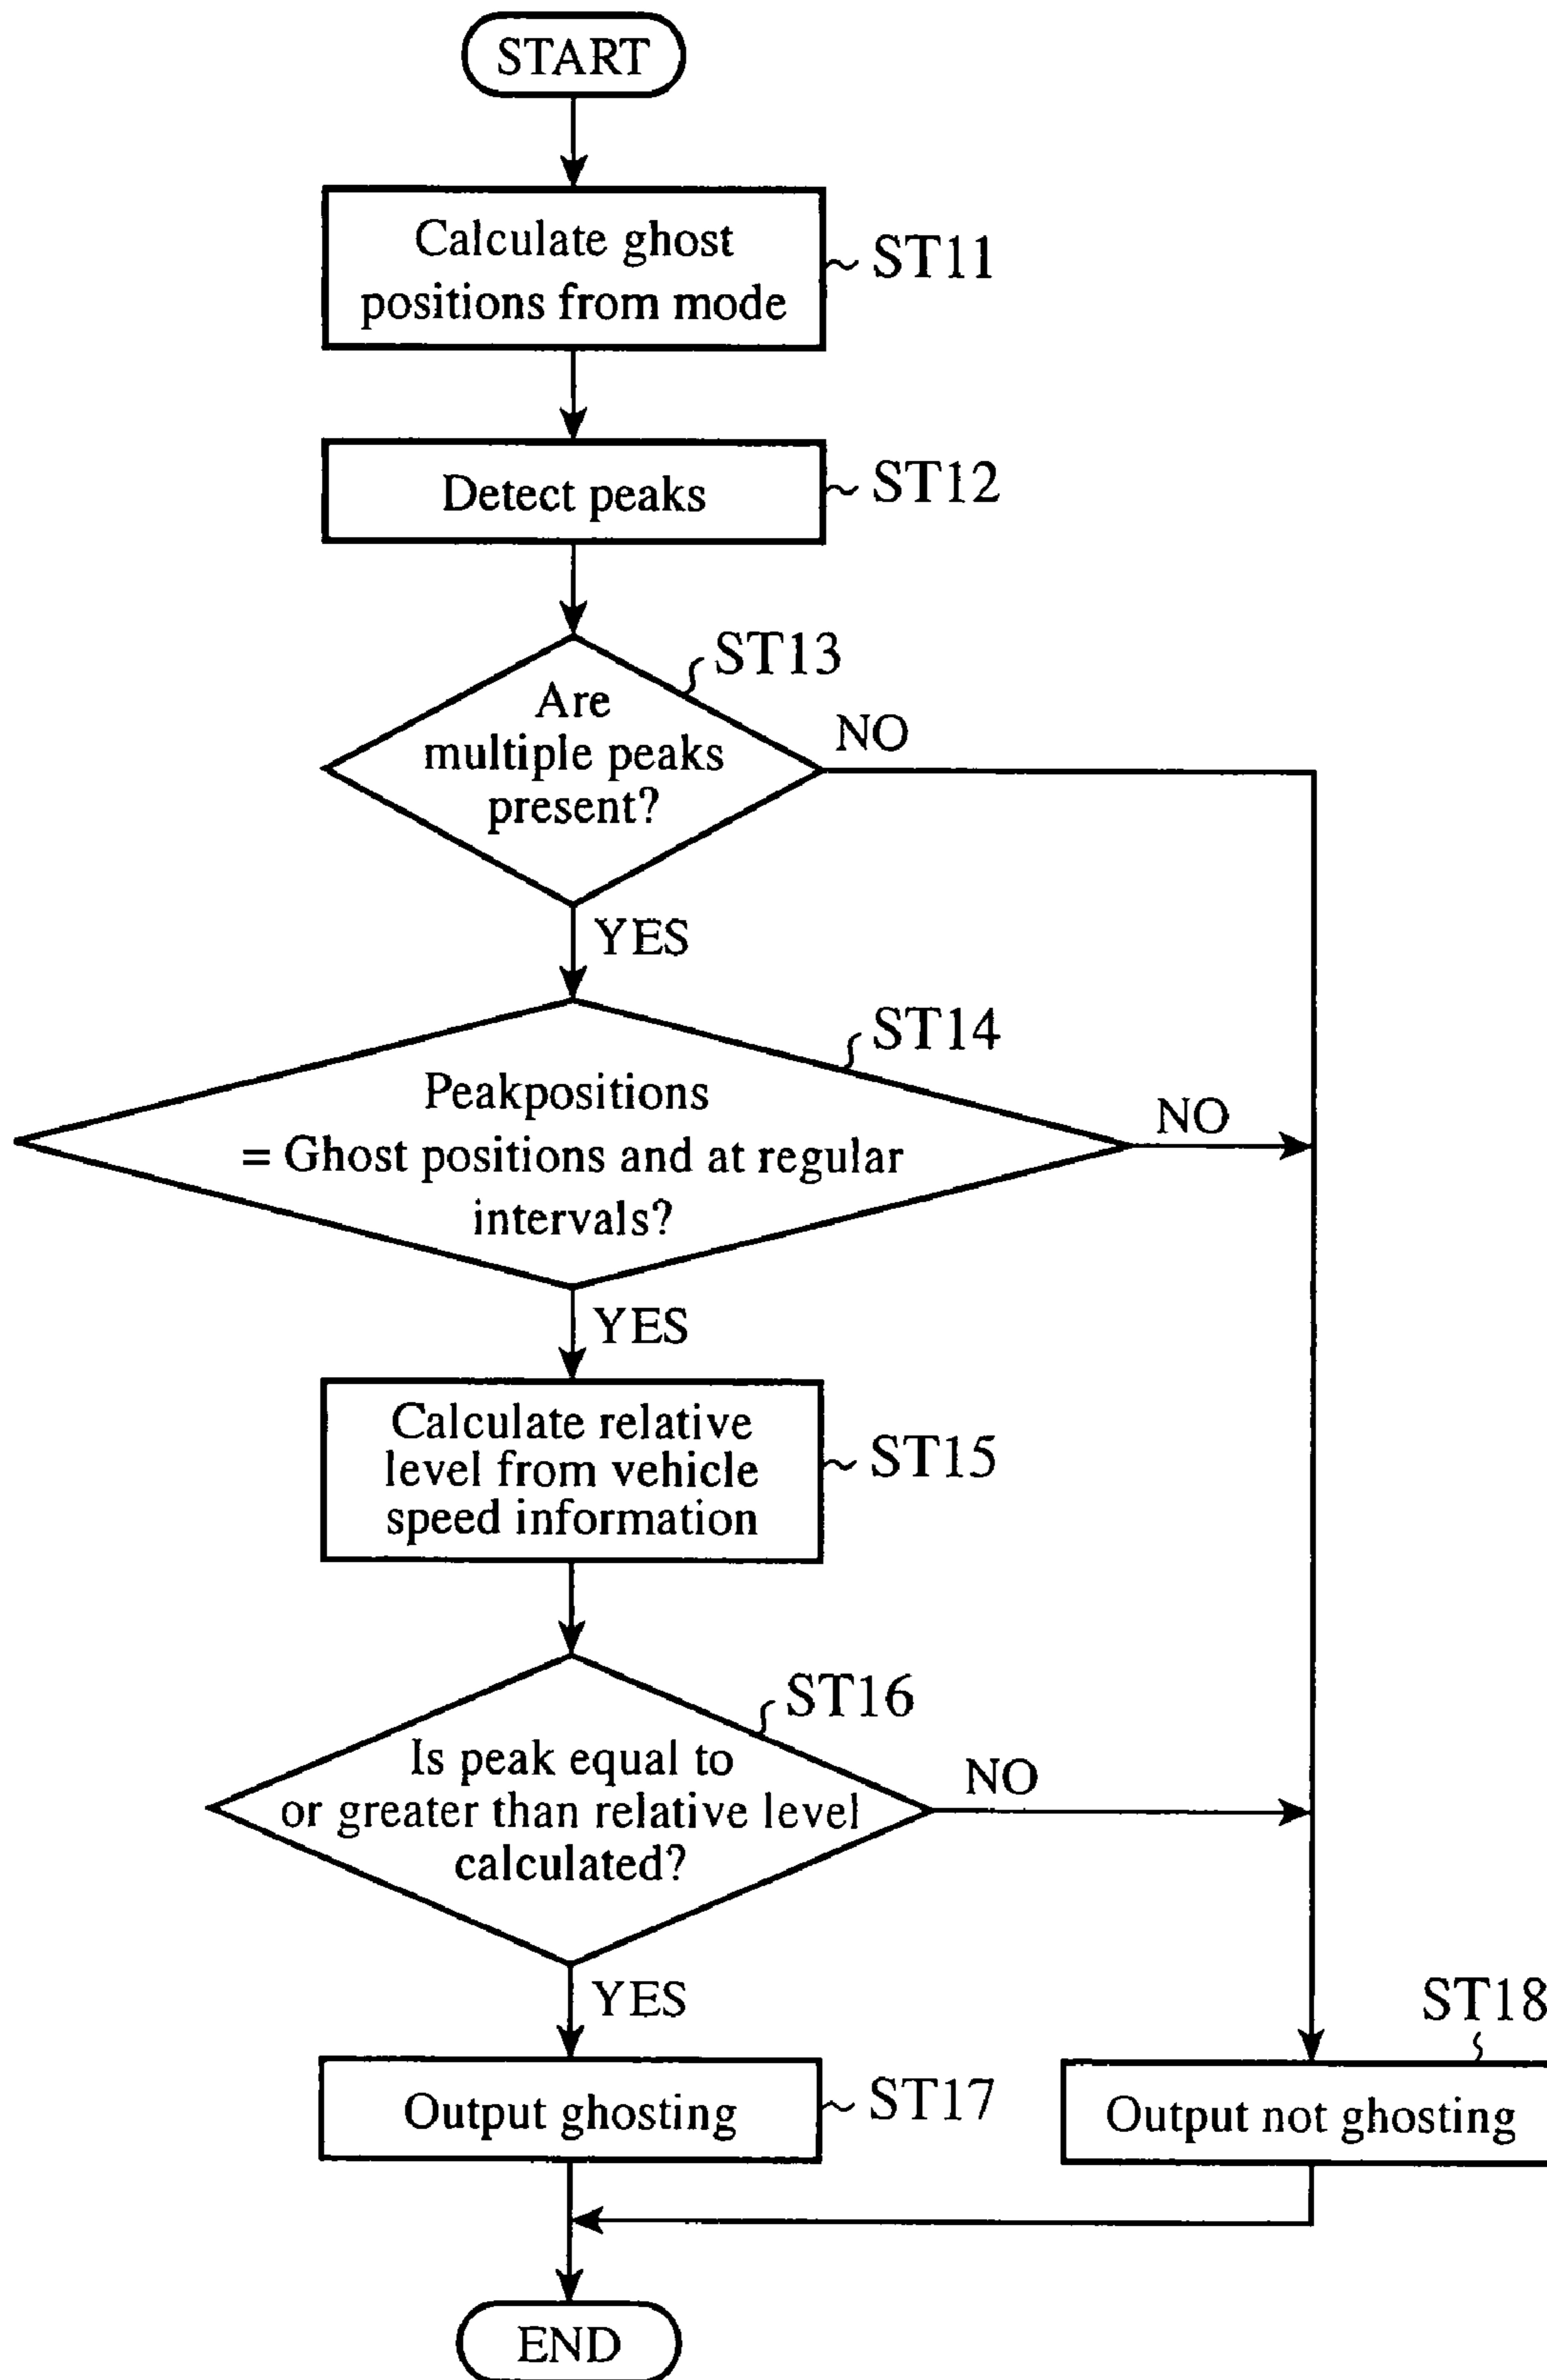 START
Calculate ghost
positions from mode
ST11
Detect peaks
ST12
ST13
Are
multiple peaks
present?
NO
YES
ST14
Peakpositions
= Ghost positions and at regular
intervals?
NO
YES
Calculate relative
level from vehicle
speed information
ST15
ST16
Is peak equal to
or greater than relative level
calculated?
NO
YES
ST18
Output ghosting
ST17
Output not ghosting
END